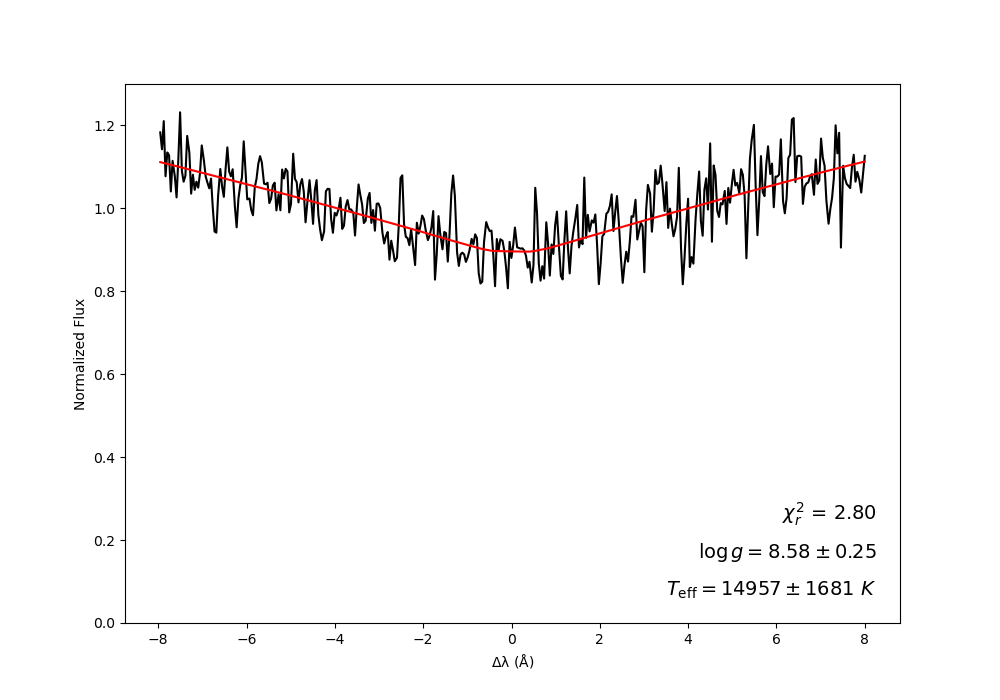 1.2
1.0
0.8
0.6
0.4
0.2
0.0
Normalized Flux
χ²ᵣ = 2.80
log g = 8.58 ± 0.25
T_eff = 14957 ± 1681 K
−8 −6 −4 −2 0 2 4 6 8
Δλ (Å)